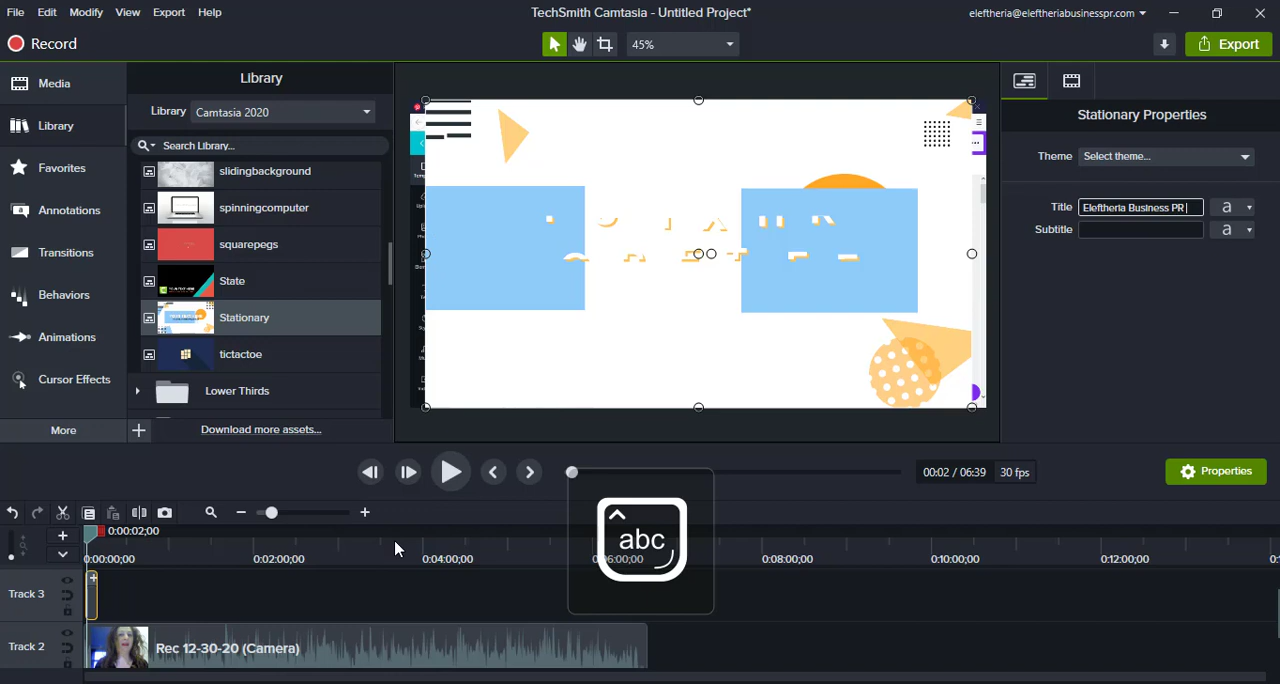 File Edit Modify View Export Help
TechSmith Camtasia - Untitled Project*
eleftheria@eleftheriabusinesspr.com
Record
45%
Export
Media
Library
Favorites
Annotations
Transitions
Behaviors
Animations
Cursor Effects
More
Library
Library Camtasia 2020
Search Library...
slidingbackground
spinningcomputer
squarepegs
State
Stationary
tictactoe
Lower Thirds
Download more assets...
Stationary Properties
Theme Select theme...
Title Eleftheria Business PR
a
Subtitle
a
00:02 / 06:39 30 fps
Properties
0:00:02;00
0:00:00;00 0:02:00;00 0:04:00;00 0:06:00;00 0:08:00;00 0:10:00;00 0:12:00;00
abc
Track 3
Track 2
Rec 12-30-20 (Camera)